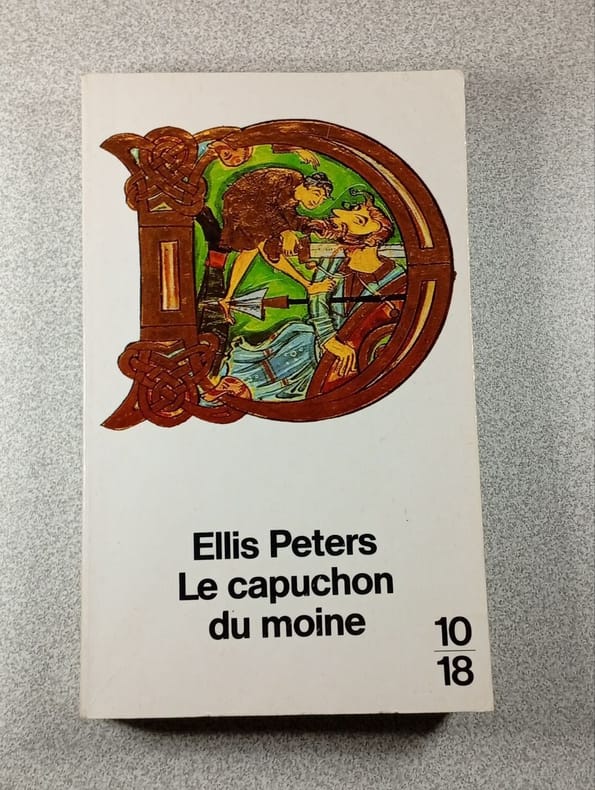 Ellis Peters
Le capuchon
du moine
10
18